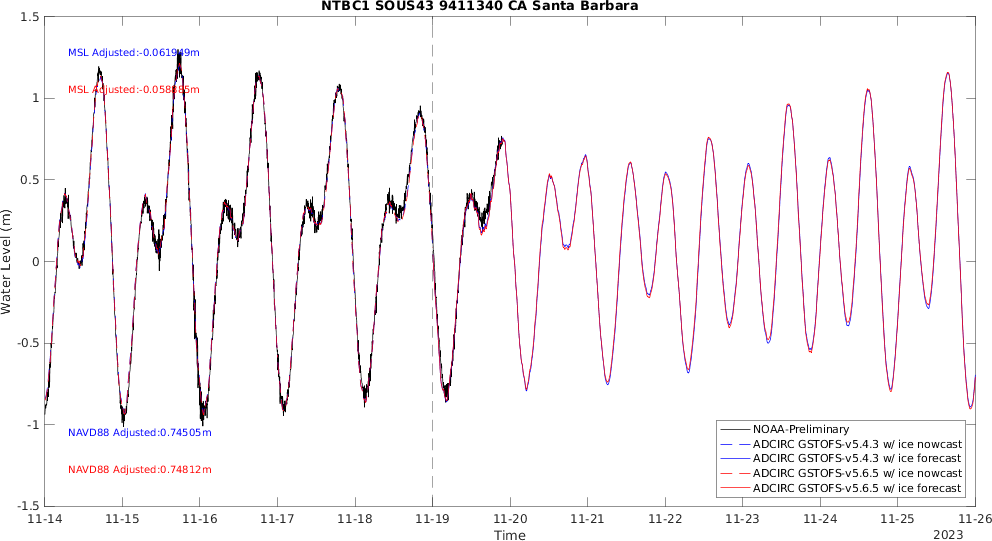 NTBC1 SOUS43 9411340 CA Santa Barbara
1.5
1
0.5
0
-0.5
-1
-1.5
Water Level (m)
MSL Adjusted:-0.061949m
MSL Adjusted:-0.058885m
NAVD88 Adjusted:0.74505m
NAVD88 Adjusted:0.74812m
NOAA-Preliminary
ADCIRC GSTOFS-v5.4.3 w/ ice nowcast
ADCIRC GSTOFS-v5.4.3 w/ ice forecast
ADCIRC GSTOFS-v5.6.5 w/ ice nowcast
ADCIRC GSTOFS-v5.6.5 w/ ice forecast
11-14 11-15 11-16 11-17 11-18 11-19 11-20 11-21 11-22 11-23 11-24 11-25 11-26
Time
2023